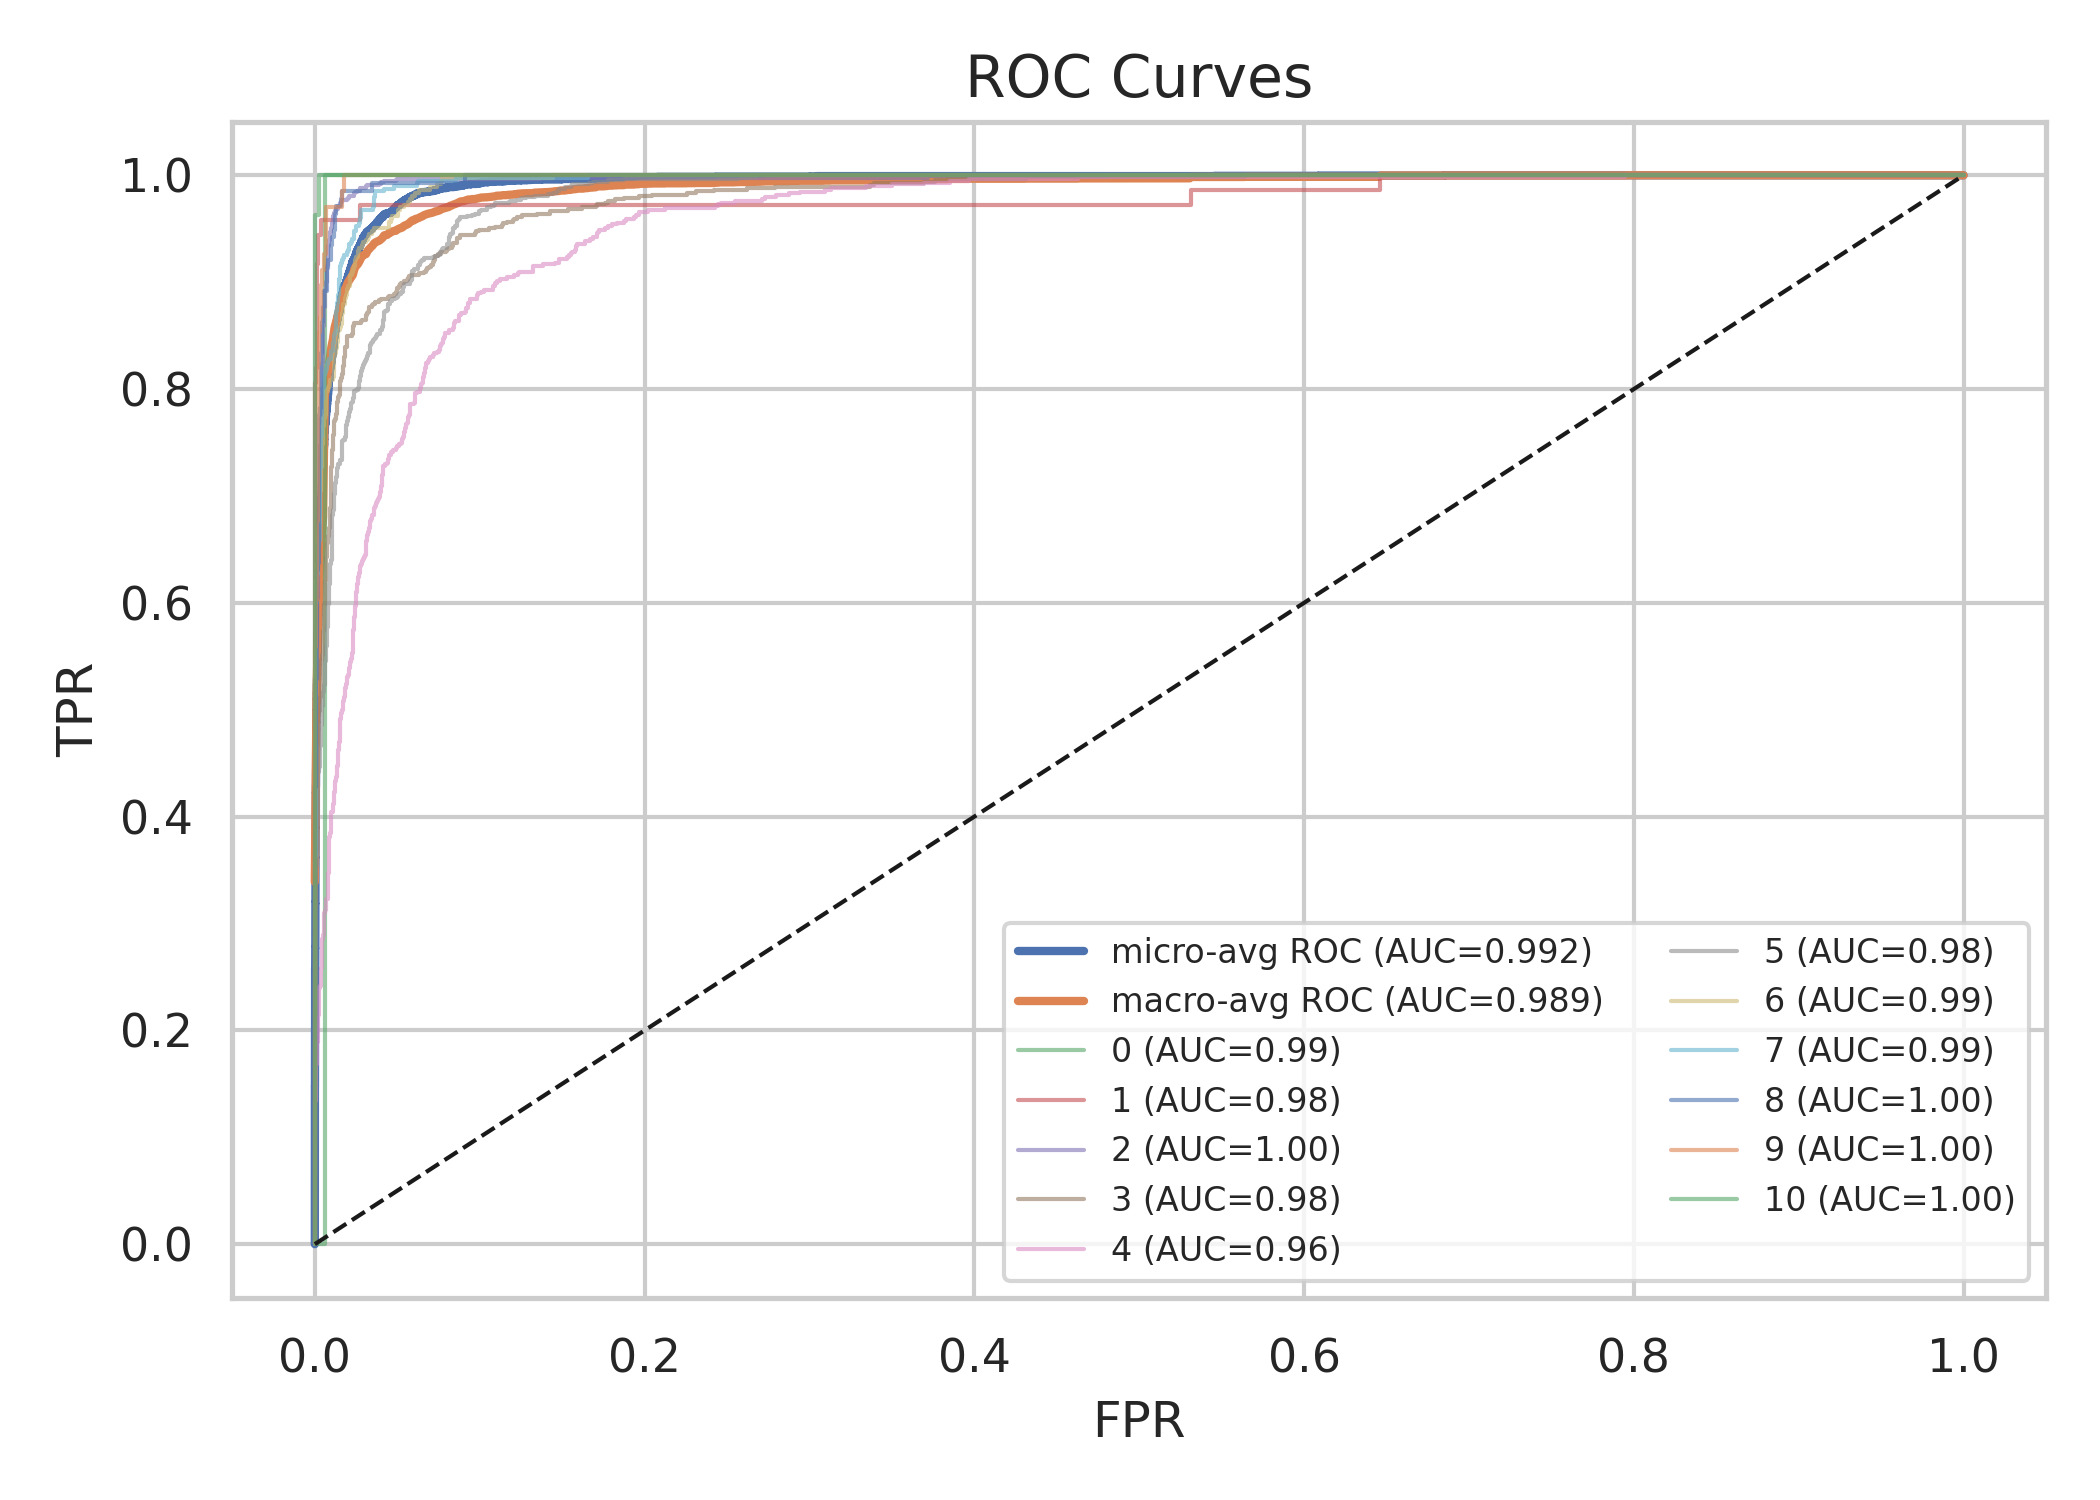 ROC Curves
1.0
0.8
0.6
0.4
0.2
0.0
TPR
0.0 0.2 0.4 0.6 0.8 1.0
FPR
micro-avg ROC (AUC=0.992)
macro-avg ROC (AUC=0.989)
0 (AUC=0.99)
1 (AUC=0.98)
2 (AUC=1.00)
3 (AUC=0.98)
4 (AUC=0.96)
5 (AUC=0.98)
6 (AUC=0.99)
7 (AUC=0.99)
8 (AUC=1.00)
9 (AUC=1.00)
10 (AUC=1.00)